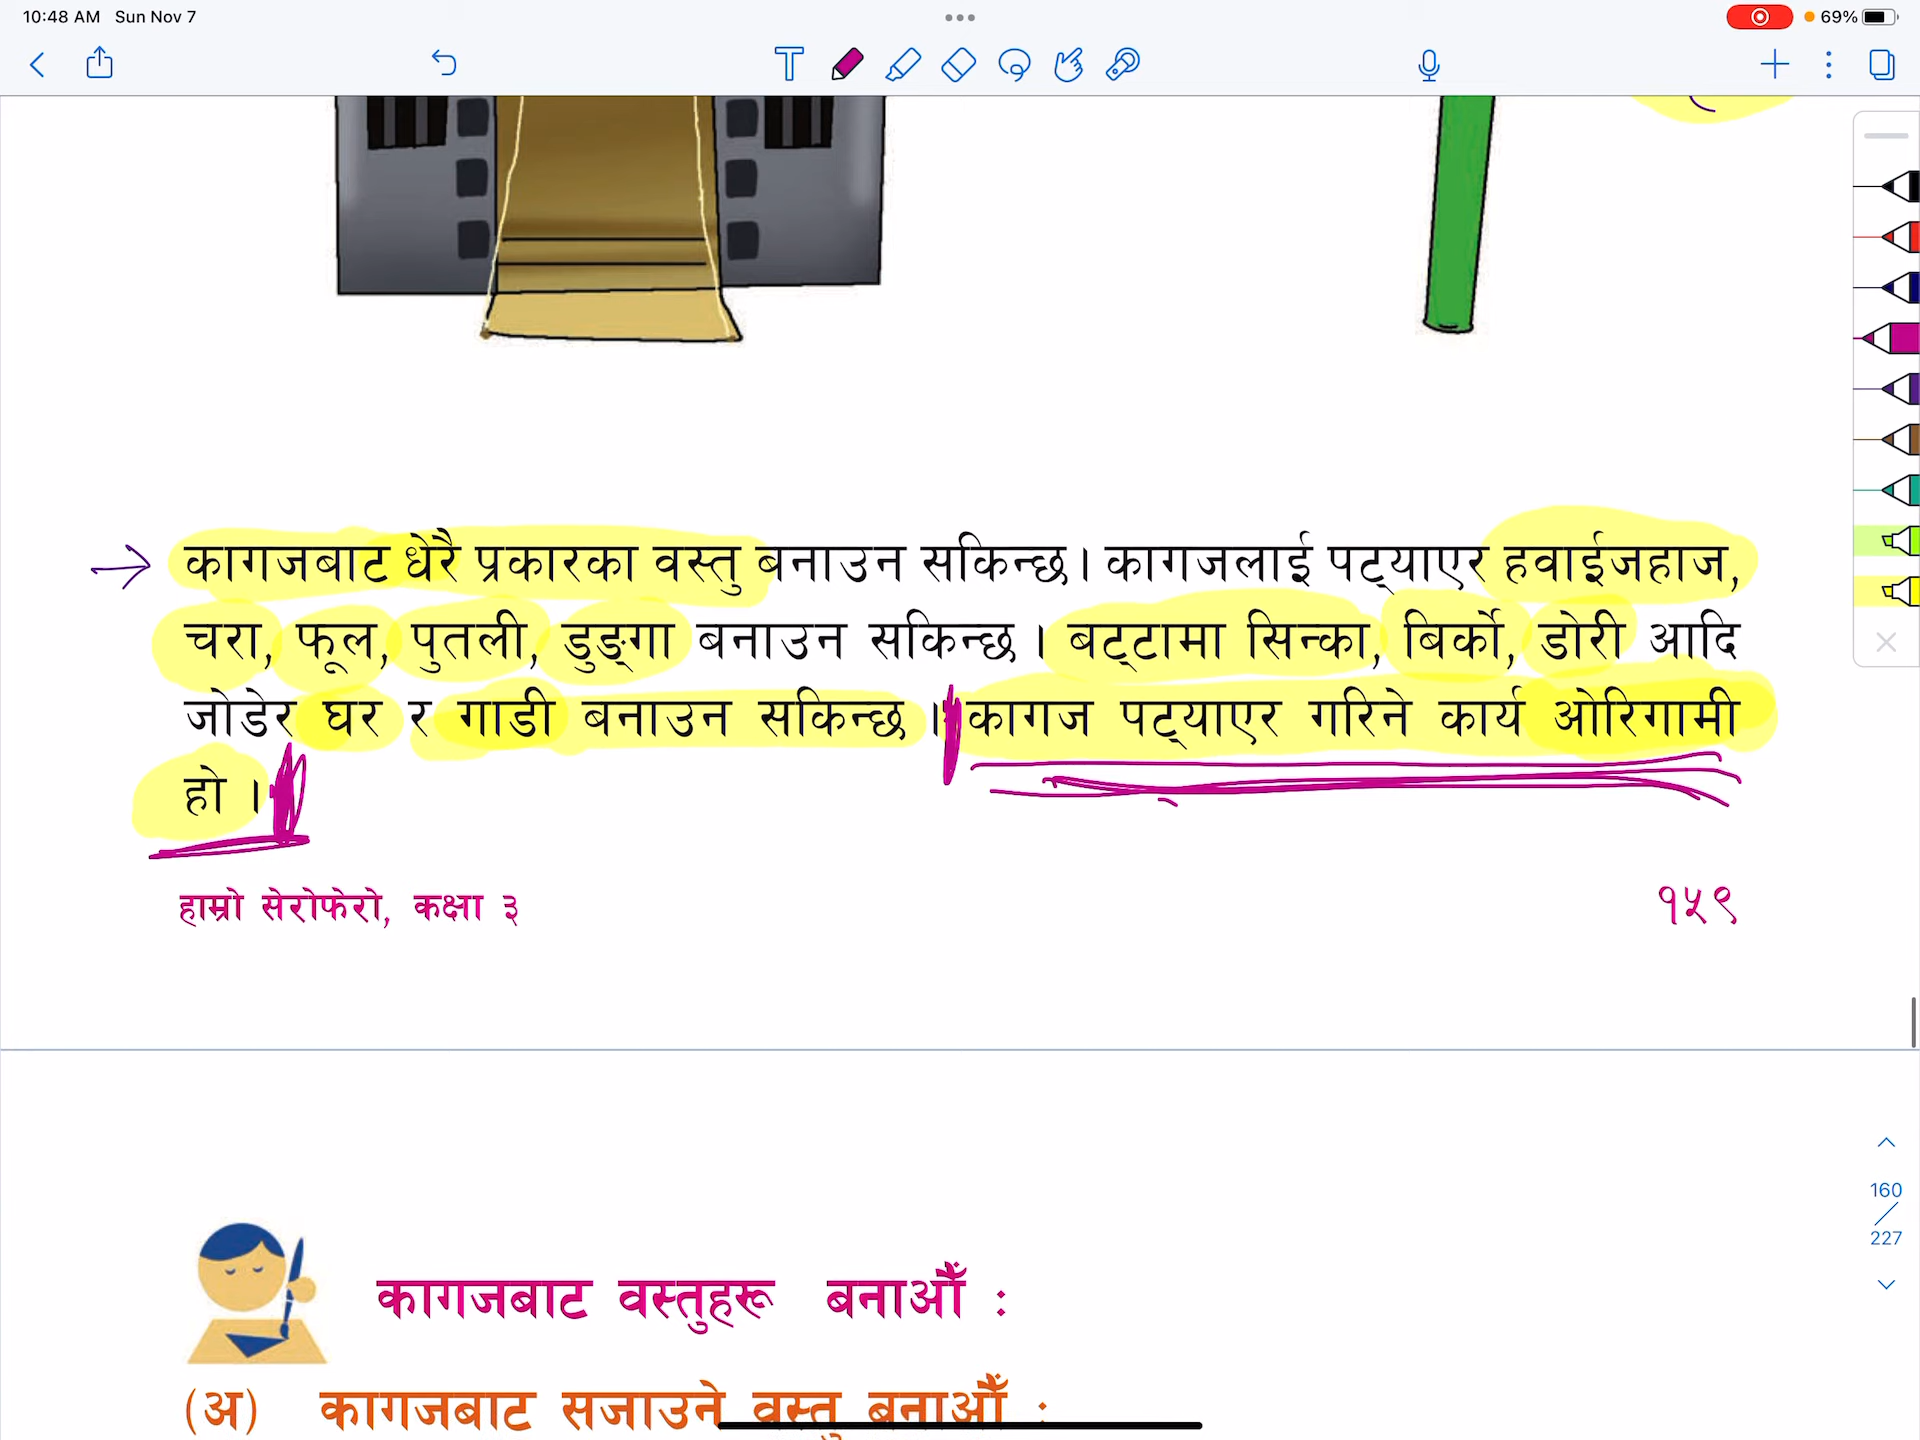 10:48 AM Sun Nov 7
69%
कागजबाट धेरै प्रकारका वस्तु बनाउन सकिन्छ। कागजलाई पट्याएर हवाईजहाज,
चरा, फूल, पुतली, डुङ्गा बनाउन सकिन्छ । बट्टामा सिन्का, बिर्को, डोरी आदि
जोडेर घर र गाडी बनाउन सकिन्छ । कागज पट्याएर गरिने कार्य ओरिगामी
हो ।
हाम्रो सेरोफेरो, कक्षा ३
१५९
160
/
227
कागजबाट वस्तुहरू बनाऔँ :
(अ) कागजबाट सजाउने वस्तु बनाऔँ :